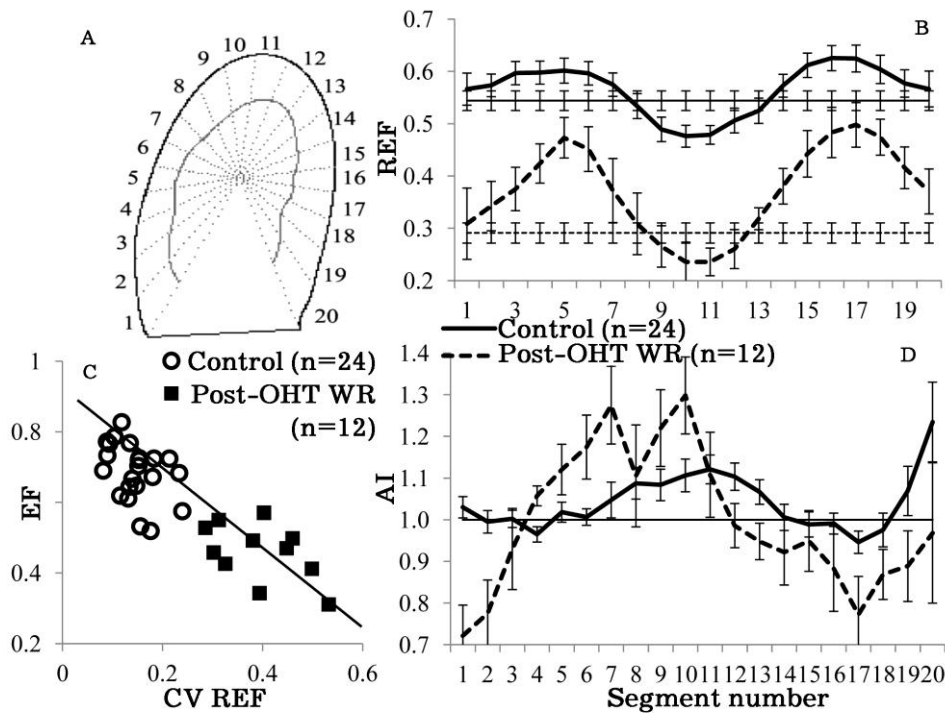 A
1
2
3
4
5
6
7
8
9
10
11
12
13
14
15
16
17
18
19
20
B
REF
0.7
0.6
0.5
0.4
0.3
0.2
1 3 5 7 9 11 13 15 17 19
Control (n=24)
Post-OHT WR (n=12)
C
Control (n=24)
Post-OHT WR
(n=12)
EF
1
0.8
0.6
0.4
0.2
0 0.2 0.4 0.6
CV REF
D
AI
1.4
1.3
1.2
1.1
1.0
0.9
0.8
0.7
1 2 3 4 5 6 7 8 9 10 11 12 13 14 15 16 17 18 19 20
Segment number